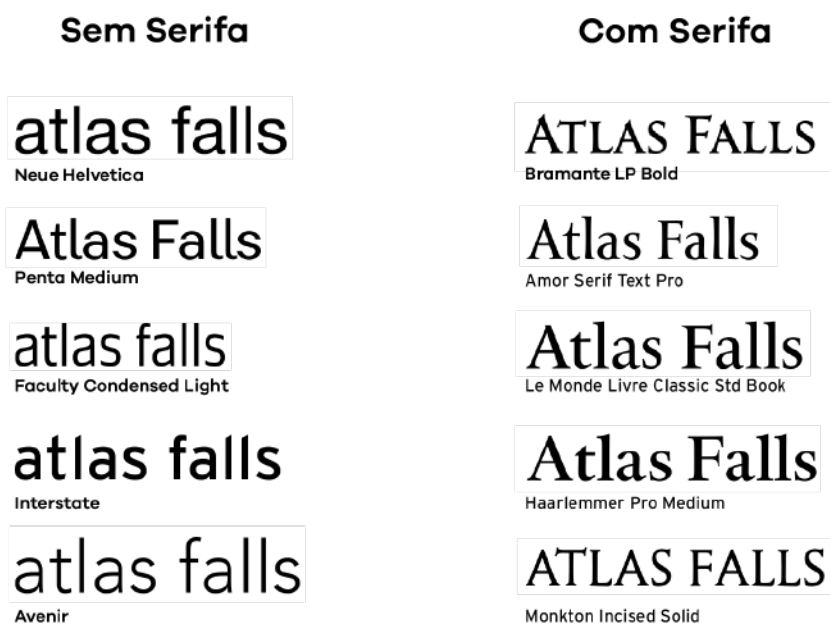 Sem Serifa
atlas falls
Neue Helvetica
Atlas Falls
Penta Medium
atlas falls
Faculty Condensed Light
atlas falls
Interstate
atlas falls
Avenir
Com Serifa
ATLAS FALLS
Bramante LP Bold
Atlas Falls
Amor Serif Text Pro
Atlas Falls
Le Monde Livre Classic Std Book
Atlas Falls
Haarlemmer Pro Medium
ATLAS FALLS
Monkton Incised Solid